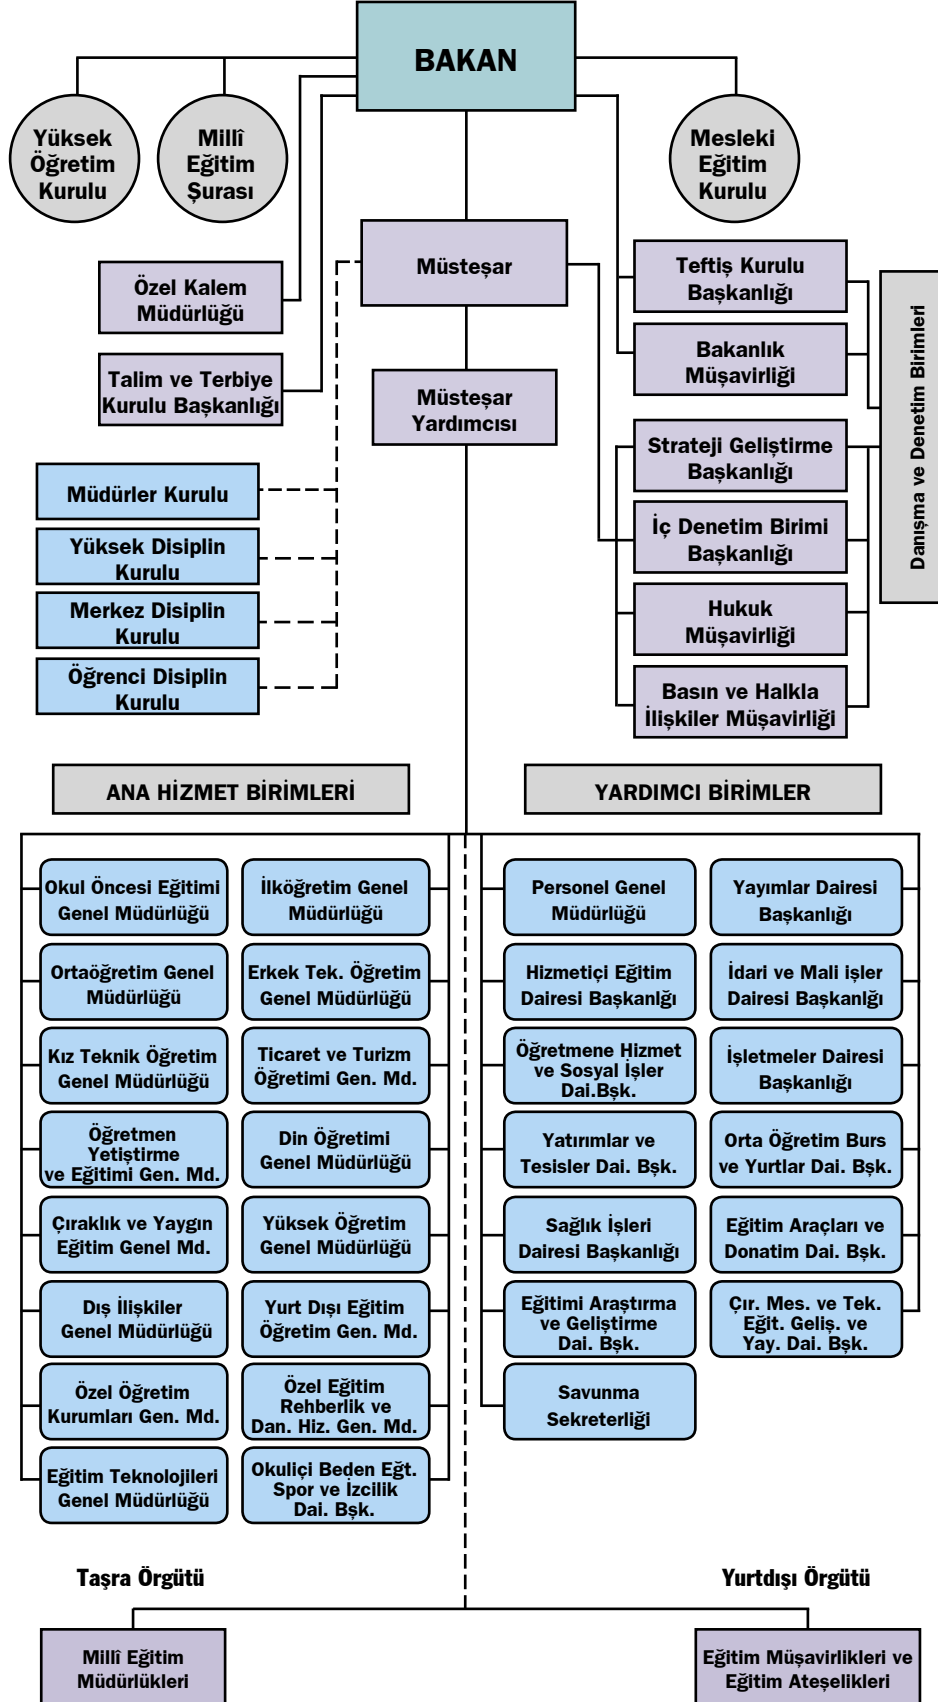 BAKAN
Yüksek
Öğretim
Kurulu
Millî
Eğitim
Şurası
Mesleki
Eğitim
Kurulu
Müsteşar
Özel Kalem
Müdürlüğü
Talim ve Terbiye
Kurulu Başkanlığı
Müsteşar
Yardımcısı
Teftiş Kurulu
Başkanlığı
Bakanlık
Müşavirliği
Strateji Geliştirme
Başkanlığı
İç Denetim Birimi
Başkanlığı
Hukuk
Müşavirliği
Basın ve Halkla
İlişkiler Müşavirliği
Danışma ve Denetim Birimleri
Müdürler Kurulu
Yüksek Disiplin
Kurulu
Merkez Disiplin
Kurulu
Öğrenci Disiplin
Kurulu
ANA HİZMET BİRİMLERİ
Okul Öncesi Eğitimi
Genel Müdürlüğü
İlköğretim Genel
Müdürlüğü
Ortaöğretim Genel
Müdürlüğü
Erkek Tek. Öğretim
Genel Müdürlüğü
Kız Teknik Öğretim
Genel Müdürlüğü
Ticaret ve Turizm
Öğretimi Gen. Md.
Öğretmen
Yetiştirme
ve Eğitimi Gen. Md.
Din Öğretimi
Genel Müdürlüğü
Çıraklık ve Yaygın
Eğitim Genel Md.
Yüksek Öğretim
Genel Müdürlüğü
Dış İlişkiler
Genel Müdürlüğü
Yurt Dışı Eğitim
Öğretim Gen. Md.
Özel Öğretim
Kurumları Gen. Md.
Özel Eğitim
Rehberlik ve
Dan. Hiz. Gen. Md.
Eğitim Teknolojileri
Genel Müdürlüğü
Okuliçi Beden Eğt.
Spor ve İzcilik
Dai. Bşk.
YARDIMCI BİRİMLER
Personel Genel
Müdürlüğü
Yayımlar Dairesi
Başkanlığı
Hizmetiçi Eğitim
Dairesi Başkanlğı
İdari ve Mali işler
Dairesi Başkanlğı
Öğretmene Hizmet
ve Sosyal İşler
Dai.Bşk.
İşletmeler Dairesi
Başkanlığı
Yatırımlar ve
Tesisler Dai. Bşk.
Orta Öğretim Burs
ve Yurtlar Dai. Bşk.
Sağlık İşleri
Dairesi Başkanlığı
Eğitim Araçları ve
Donatim Dai. Bşk.
Eğitimi Araştırma
ve Geliştirme
Dai. Bşk.
Çır. Mes. ve Tek.
Eğit. Geliş. ve
Yay. Dai. Bşk.
Savunma
Sekreterliği
Taşra Örgütü
Yurtdışı Örgütü
Millî Eğitim
Müdürlükleri
Eğitim Müşavirlikleri ve
Eğitim Ateşelikleri